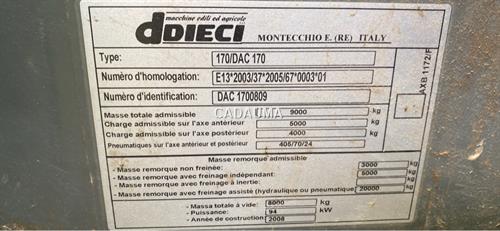 macchine edili ed agricole
dDIECI
MONTECCHIO E. (RE) ITALY
Type: 170/DAC 170
Numéro d'homologation: E13*2003/37*2005/67*0003*01
Numéro d'identification: DAC 1700809
AXB 1172/F
Masse totale admissible 9000 kg
CADAUMA
Charge admissible sur l'axe antérieur 5000 kg
Charge admissible sur l'axe postérieur 4000 kg
Pneumatiques sur l'axe antérieur et postérieur 405/70/24
Masse remorque admissible
- Masse remorque non freinée: 3000 kg
- Masse remorque avec freinage indépendant: 6000 kg
- Masse remorque avec freinage à inertie: kg
- Masse remorque avec freinage assisté (hydraulique ou pneumatique) 20000 kg
- Massa totale à vide: 8000 kg
- Puissance: 94 kW
- Année de costruction: 2008